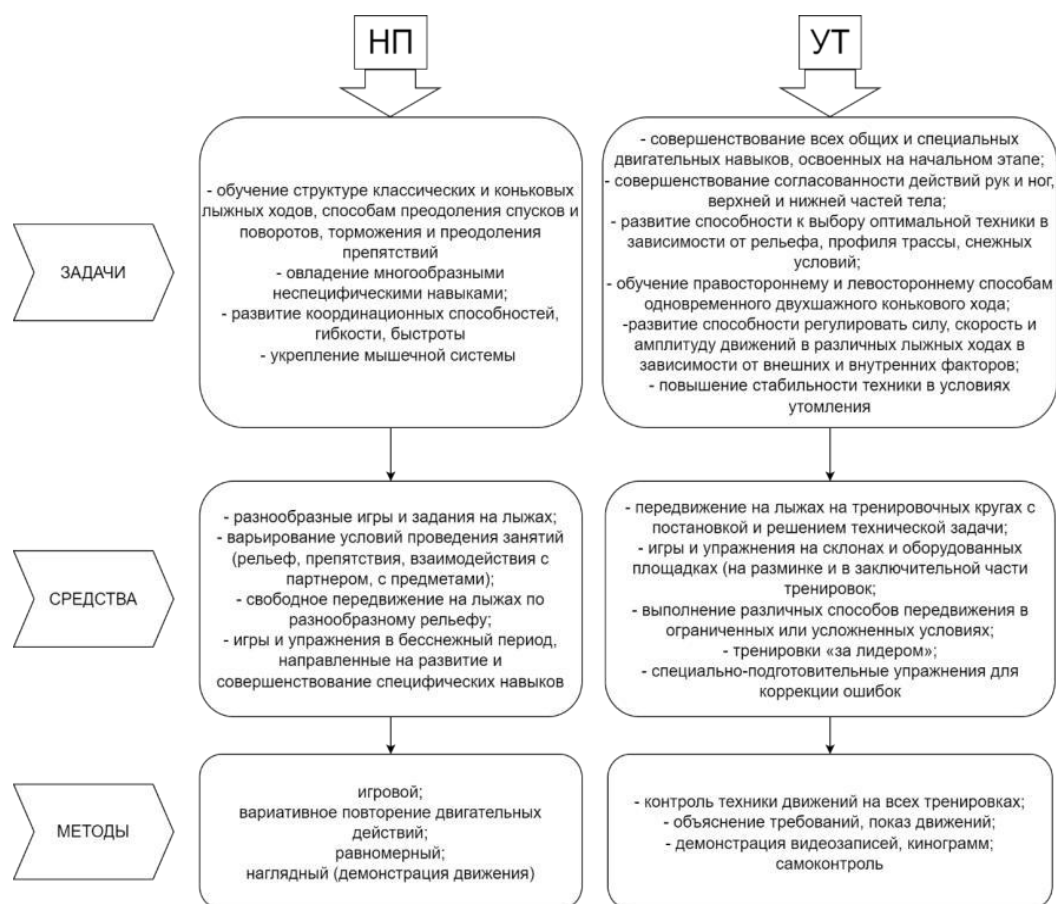 НП
УТ
ЗАДАЧИ
- обучение структуре классических и коньковых
лыжных ходов, способам преодоления спусков и
поворотов, торможения и преодоления
препятствий
- овладение многообразными
неспецифическими навыками;
- развитие координационных способностей,
гибкости, быстроты
- укрепление мышечной системы
- совершенствование всех общих и специальных
двигательных навыков, освоенных на начальном этапе;
- совершенствование согласованности действий рук и ног,
верхней и нижней частей тела;
- развитие способности к выбору оптимальной техники в
зависимости от рельефа, профиля трассы, снежных
условий;
- обучение правостороннему и левостороннему способам
одновременного двухшажного конькового хода;
-развитие способности регулировать силу, скорость и
амплитуду движений в различных лыжных ходах в
зависимости от внешних и внутренних факторов;
- повышение стабильности техники в условиях
утомления
СРЕДСТВА
- разнообразные игры и задания на лыжах;
- варьирование условий проведения занятий
(рельеф, препятствия, взаимодействия с
партнером, с предметами);
- свободное передвижение на лыжах по
разнообразному рельефу;
- игры и упражнения в бесснежный период,
направленные на развитие и
совершенствование специфических навыков
- передвижение на лыжах на тренировочных кругах с
постановкой и решением технической задачи;
- игры и упражнения на склонах и оборудованных
площадках (на разминке и в заключительной части
тренировок;
- выполнение различных способов передвижения в
ограниченных или усложненных условиях;
- тренировки «за лидером»;
- специально-подготовительные упражнения для
коррекции ошибок
МЕТОДЫ
игровой;
вариативное повторение двигательных
действий;
равномерный;
наглядный (демонстрация движения)
- контроль техники движений на всех тренировках;
- объяснение требований, показ движений;
- демонстрация видеозаписей, кинограмм;
самоконтроль